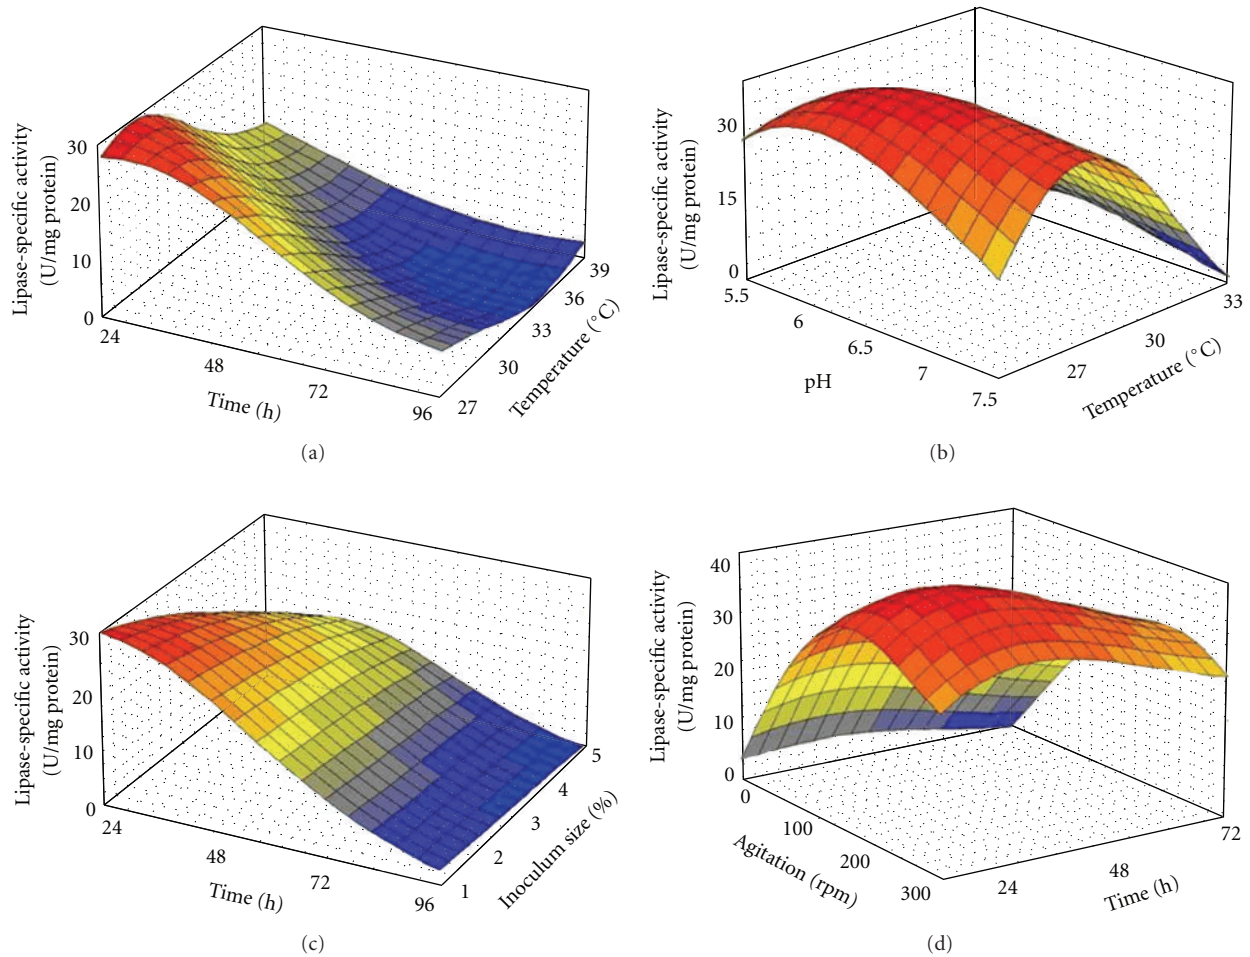 Lipase-specific activity
(U/mg protein)
30
20
10
0
24
48
72
96
Time (h)
27
30
33
36
39
Temperature (°C)
(a)
Lipase-specific activity
(U/mg protein)
30
15
0
5.5
6
6.5
7
7.5
pH
27
30
33
Temperature (°C)
(b)
Lipase-specific activity
(U/mg protein)
30
20
10
0
24
48
72
96
Time (h)
1
2
3
4
5
Inoculum size (%)
(c)
Lipase-specific activity
(U/mg protein)
40
30
20
10
0
0
100
200
300
Agitation (rpm)
24
48
72
Time (h)
(d)